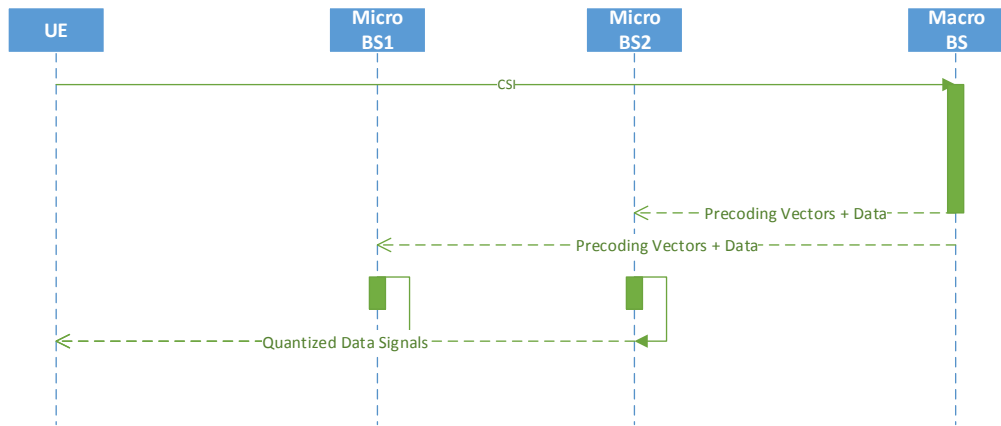 UE
Micro
BS1
Micro
BS2
Macro
BS
CSI
Precoding Vectors + Data
Precoding Vectors + Data
Quantized Data Signals